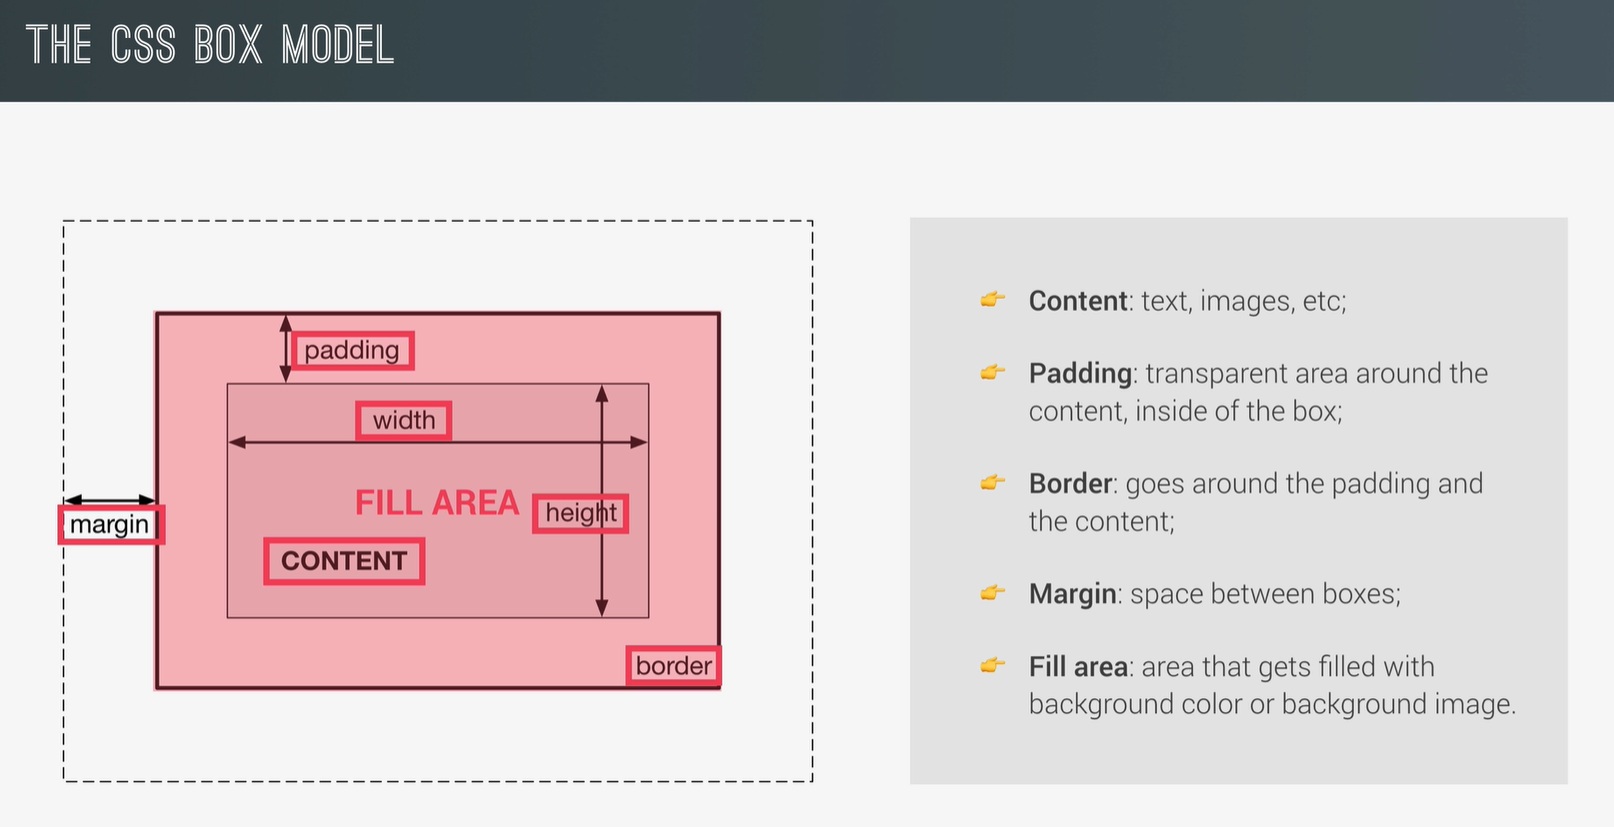 THE CSS BOX MODEL
padding
width
FILL AREA
height
margin
CONTENT
border
Content: text, images, etc;
Padding: transparent area around the
content, inside of the box;
Border: goes around the padding and
the content;
Margin: space between boxes;
Fill area: area that gets filled with
background color or background image.